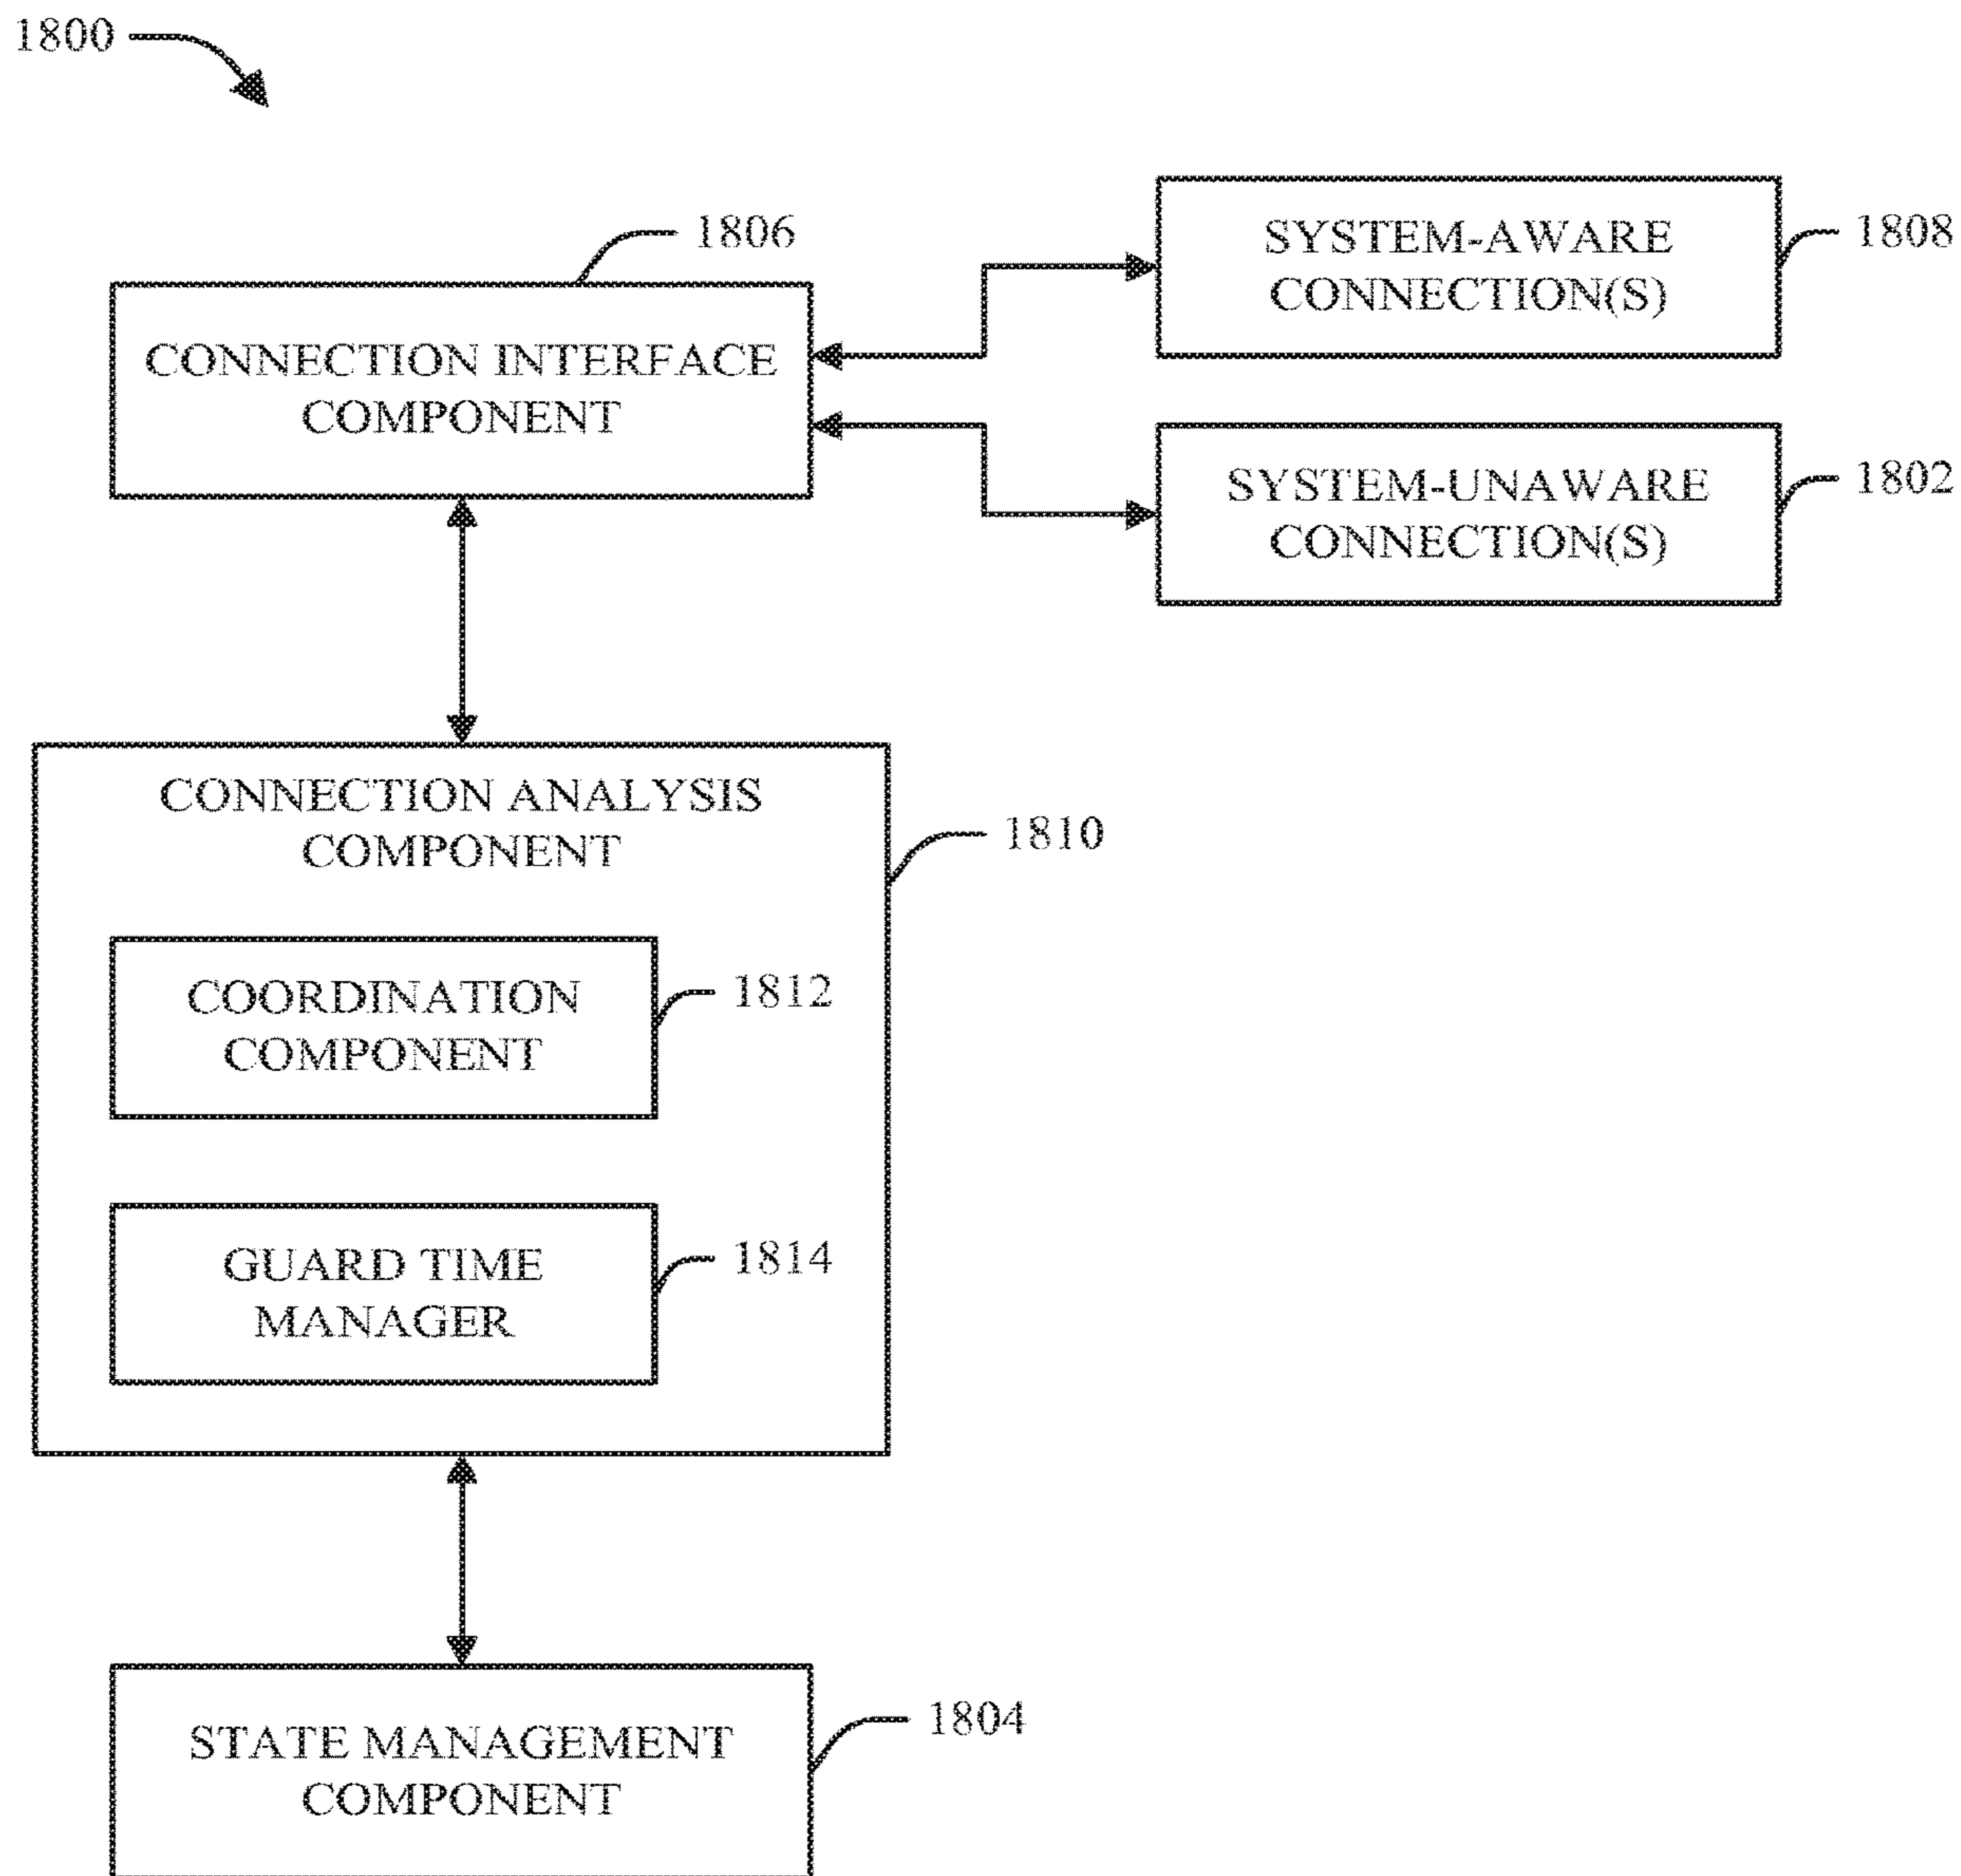 1800
1806
CONNECTION INTERFACE
COMPONENT
SYSTEM-AWARE
CONNECTION(S)
1808
SYSTEM-UNAWARE
CONNECTION(S)
1802
CONNECTION ANALYSIS
COMPONENT
1810
COORDINATION
COMPONENT
1812
GUARD TIME
MANAGER
1814
STATE MANAGEMENT
COMPONENT
1804